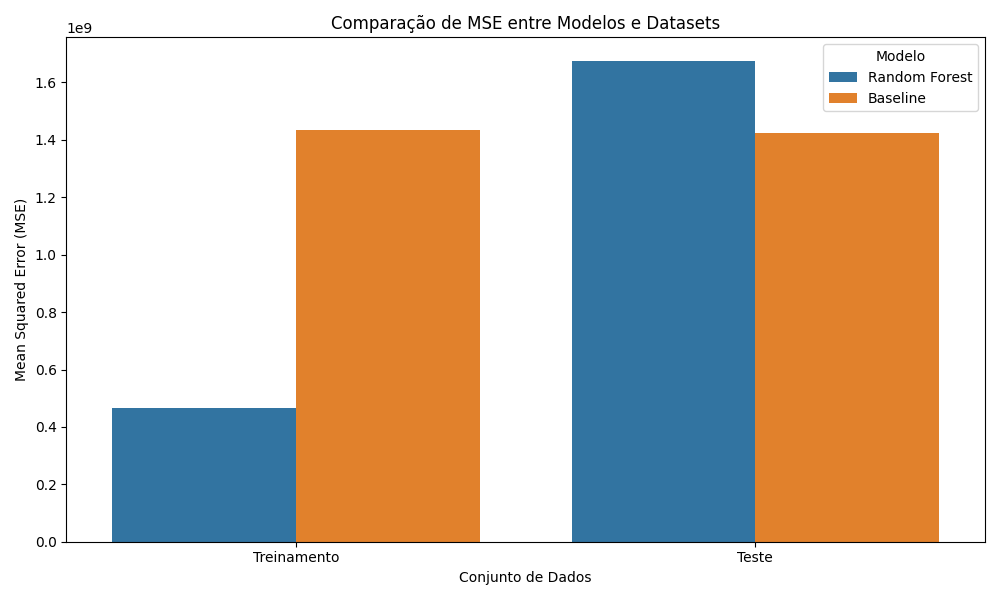 Comparação de MSE entre Modelos e Datasets
1e9
Mean Squared Error (MSE)
1.6
1.4
1.2
1.0
0.8
0.6
0.4
0.2
0.0
Modelo
Random Forest
Baseline
Treinamento
Teste
Conjunto de Dados